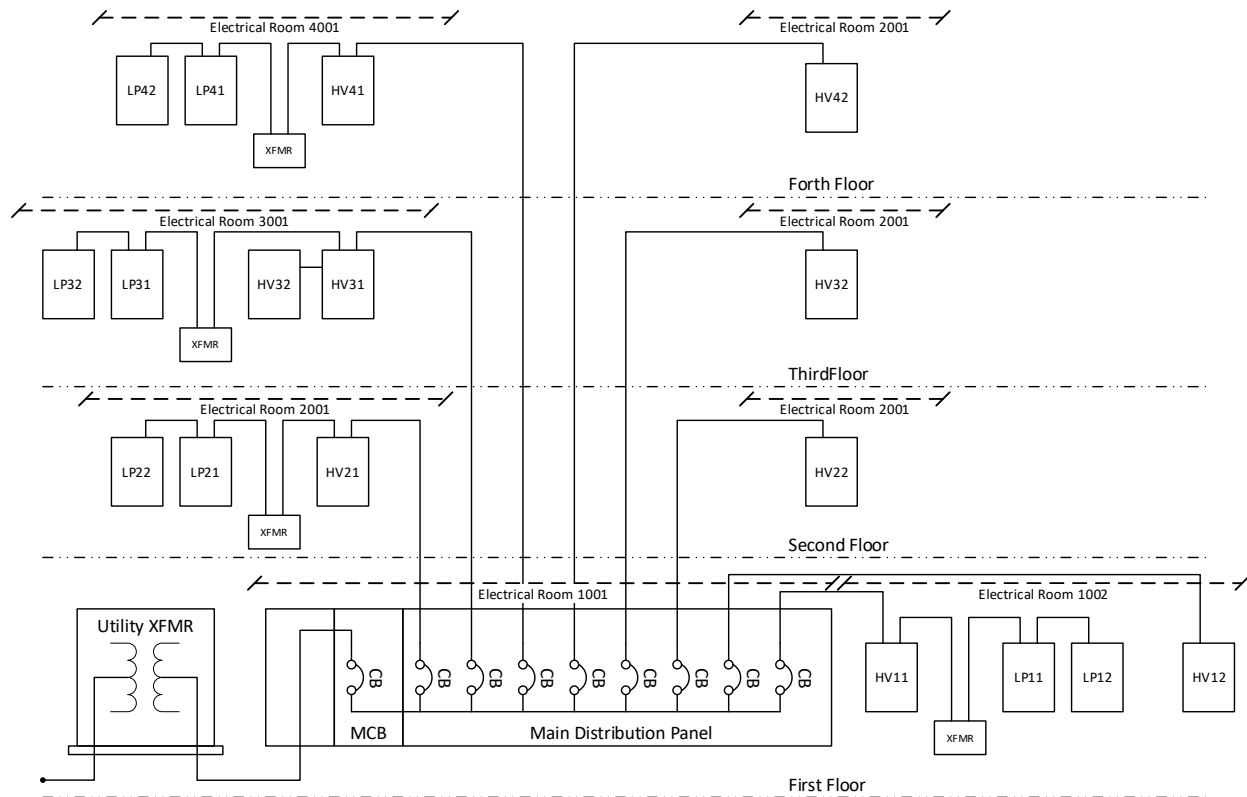 Electrical Room 4001
Electrical Room 2001
LP42
LP41
HV41
HV42
XFMR
Forth Floor
Electrical Room 3001
Electrical Room 2001
LP32
LP31
HV32
HV31
HV32
XFMR
ThirdFloor
Electrical Room 2001
Electrical Room 2001
LP22
LP21
HV21
HV22
XFMR
Second Floor
Electrical Room 1001
Electrical Room 1002
Utility XFMR
CB
CB
CB
CB
CB
CB
CB
CB
CB
HV11
LP11
LP12
HV12
MCB
Main Distribution Panel
XFMR
First Floor